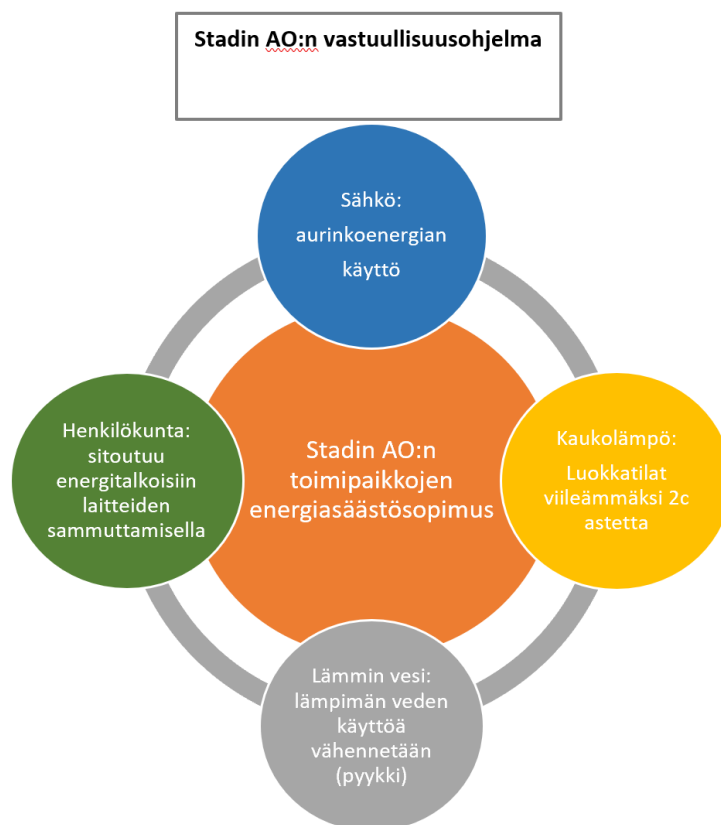 Stadin AO:n vastuullisuusohjelma
Sähkö:
aurinkoenergian
käyttö
Henkilökunta:
sitoutuu
energitalkoisiin
laitteiden
sammuttamisella
Stadin AO:n
toimipaikkojen
energiasäästösopimus
Kaukolämpö:
Luokkatilat
viileämmäksi 2c
astetta
Lämmin vesi:
lämpimän veden
käyttöä
vähennetään
(pyykki)